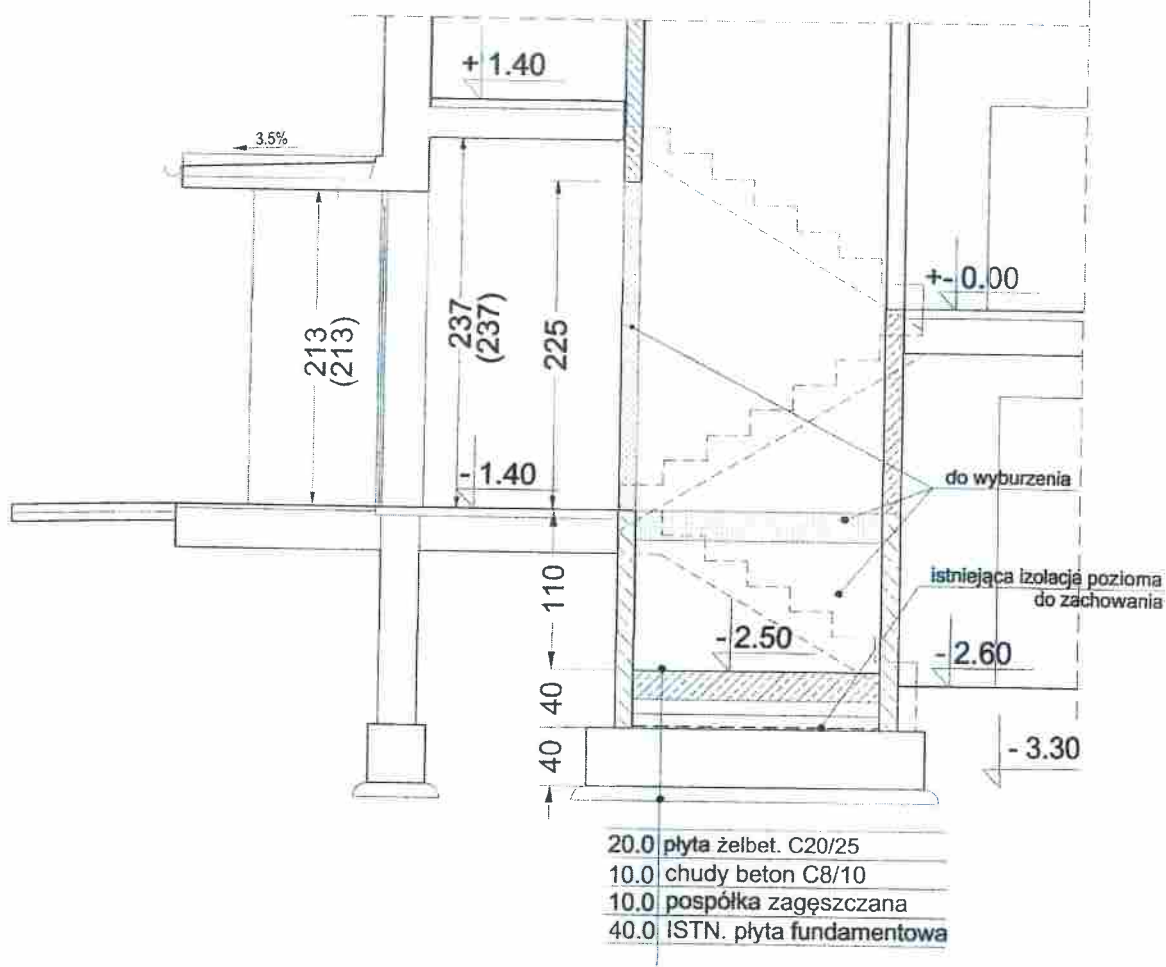 + 1.40
3.5%
+- 0.00
213
(213)
237
(237)
225
- 1.40
do wyburzenia
110
istniejąca izolacja pozioma
do zachowania
- 2.50
- 2.60
40
40
- 3.30
20.0 płyta żelbet. C20/25
10.0 chudy beton C8/10
10.0 pospółka zagęszczana
40.0 ISTN. płyta fundamentowa